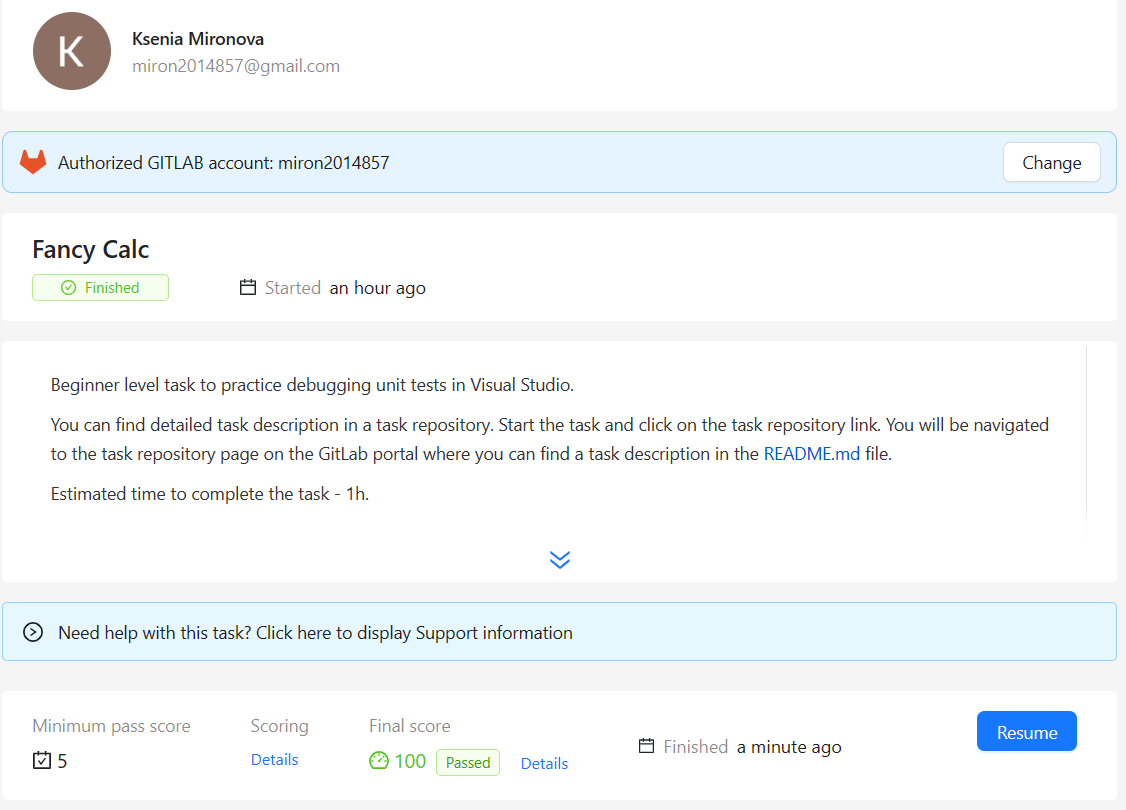 K
Ksenia Mironova
miron2014857@gmail.com
Authorized GITLAB account: miron2014857
Change
Fancy Calc
Finished
Started an hour ago
Beginner level task to practice debugging unit tests in Visual Studio.
You can find detailed task description in a task repository. Start the task and click on the task repository link. You will be navigated
to the task repository page on the GitLab portal where you can find a task description in the README.md file.
Estimated time to complete the task - 1h.
Need help with this task? Click here to display Support information
Minimum pass score
5
Scoring
Details
Final score
100 Passed Details
Finished a minute ago
Resume